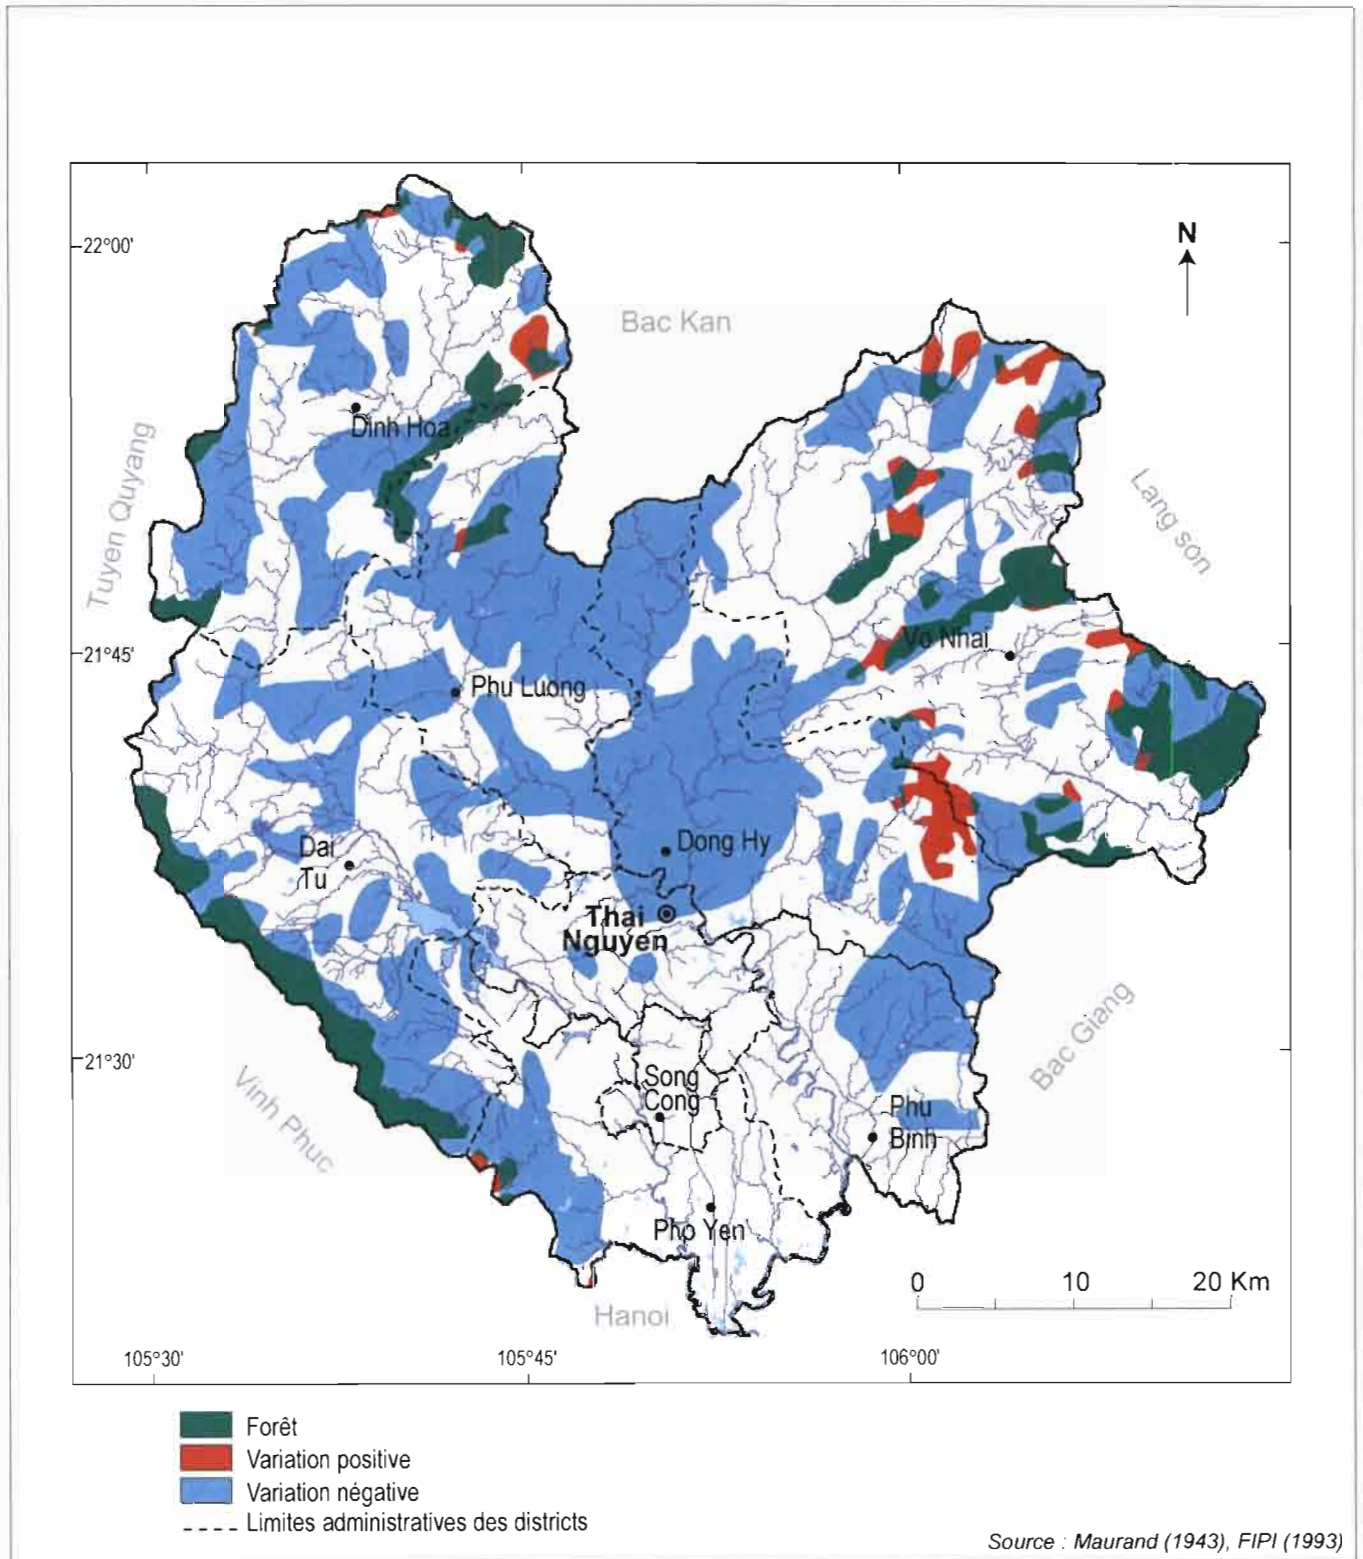 22°00'
N
Bac Kan
Dinh Hoa
Tuyen Quyang
Lang son
Vo Nhai
21°45'
Phu Luong
Dong Hy
Dai
Tu
Thai
Nguyen
Bac Giang
21°30'
Vinh Phuc
Song
Cong
Phu
Binh
Pho Yen
0 10 20 Km
Hanoi
105°30' 105°45' 106°00'
Forêt
Variation positive
Variation négative
Limites administratives des districts
Source : Maurand (1943), FIPI (1993)